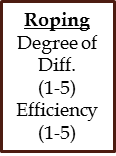 Roping
Degree of
Diff.
(1-5)
Efficiency
(1-5)